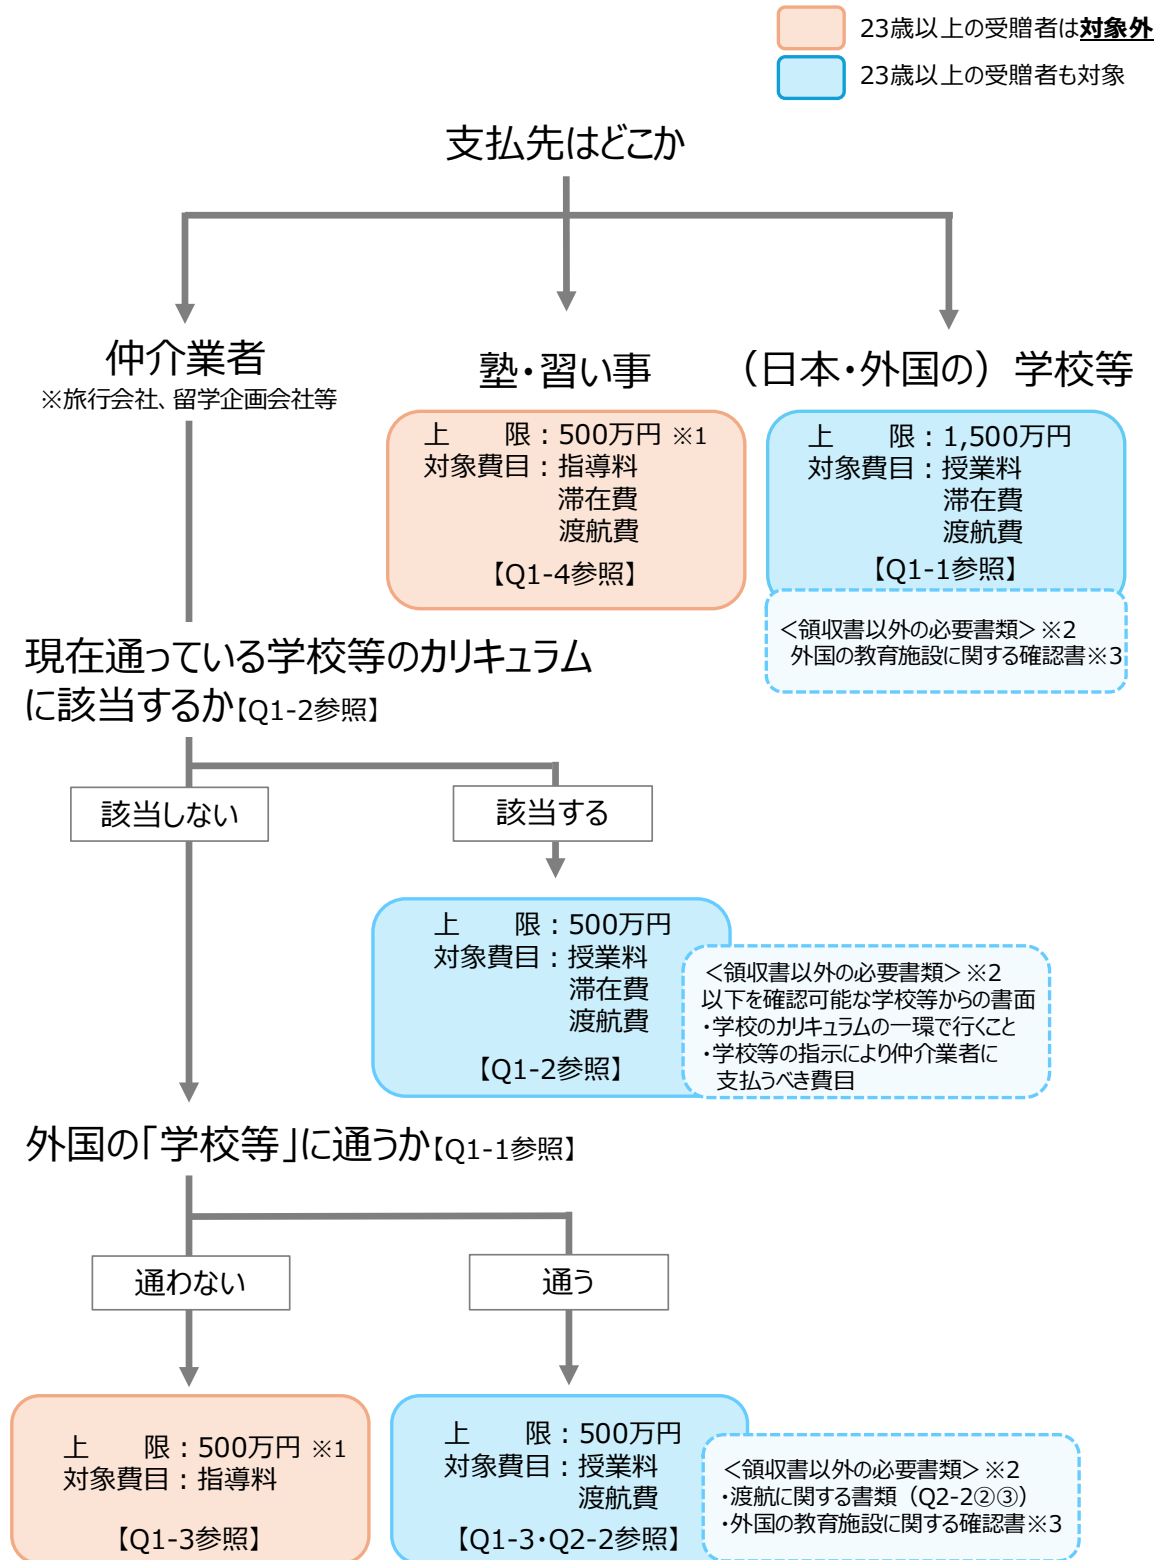 23歳以上の受贈者は対象外
23歳以上の受贈者も対象
支払先はどこか
仲介業者
※旅行会社、留学企画会社等
塾・習い事
上　　限：500万円 ※1
対象費目：指導料
滞在費
渡航費
【Q1-4参照】
（日本・外国の）学校等
上　　限：1,500万円
対象費目：授業料
滞在費
渡航費
【Q1-1参照】
＜領収書以外の必要書類＞※2
外国の教育施設に関する確認書※3
現在通っている学校等のカリキュラム
に該当するか【Q1-2参照】
該当しない
該当する
上　　限：500万円
対象費目：授業料
滞在費
渡航費
【Q1-2参照】
＜領収書以外の必要書類＞※2
以下を確認可能な学校等からの書面
・学校のカリキュラムの一環で行くこと
・学校等の指示により仲介業者に
支払うべき費目
外国の「学校等」に通うか【Q1-1参照】
通わない
通う
上　　限：500万円 ※1
対象費目：指導料
【Q1-3参照】
上　　限：500万円
対象費目：授業料
渡航費
【Q1-3・Q2-2参照】
＜領収書以外の必要書類＞※2
・渡航に関する書類（Q2-2②③）
・外国の教育施設に関する確認書※3